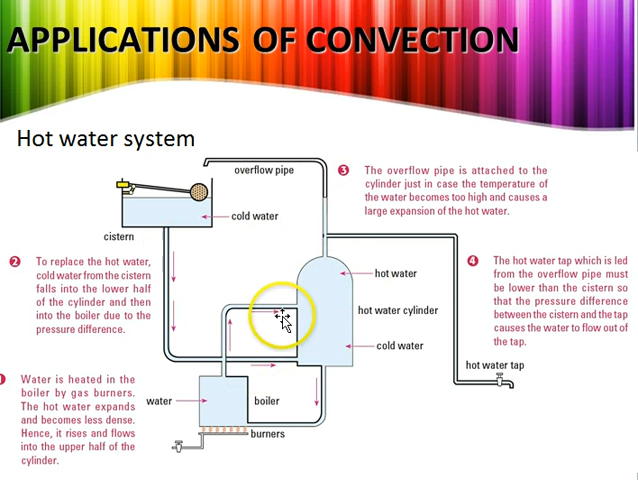 APPLICATIONS OF CONVECTION
Hot water system
overflow pipe
cold water
cistern
3 The overflow pipe is attached to the
cylinder just in case the temperature of
the water becomes too high and causes a
large expansion of the hot water.
2 To replace the hot water,
cold water from the cistern
falls into the lower half
of the cylinder and then
into the boiler due to the
pressure difference.
hot water
hot water cylinder
cold water
4 The hot water tap which is led
from the overflow pipe must
be lower than the cistern so
that the pressure difference
between the cistern and the tap
causes the water to flow out of
the tap.
hot water tap
1 Water is heated in the
boiler by gas burners.
The hot water expands
and becomes less dense.
Hence, it rises and flows
into the upper half of the
cylinder.
water
boiler
burners